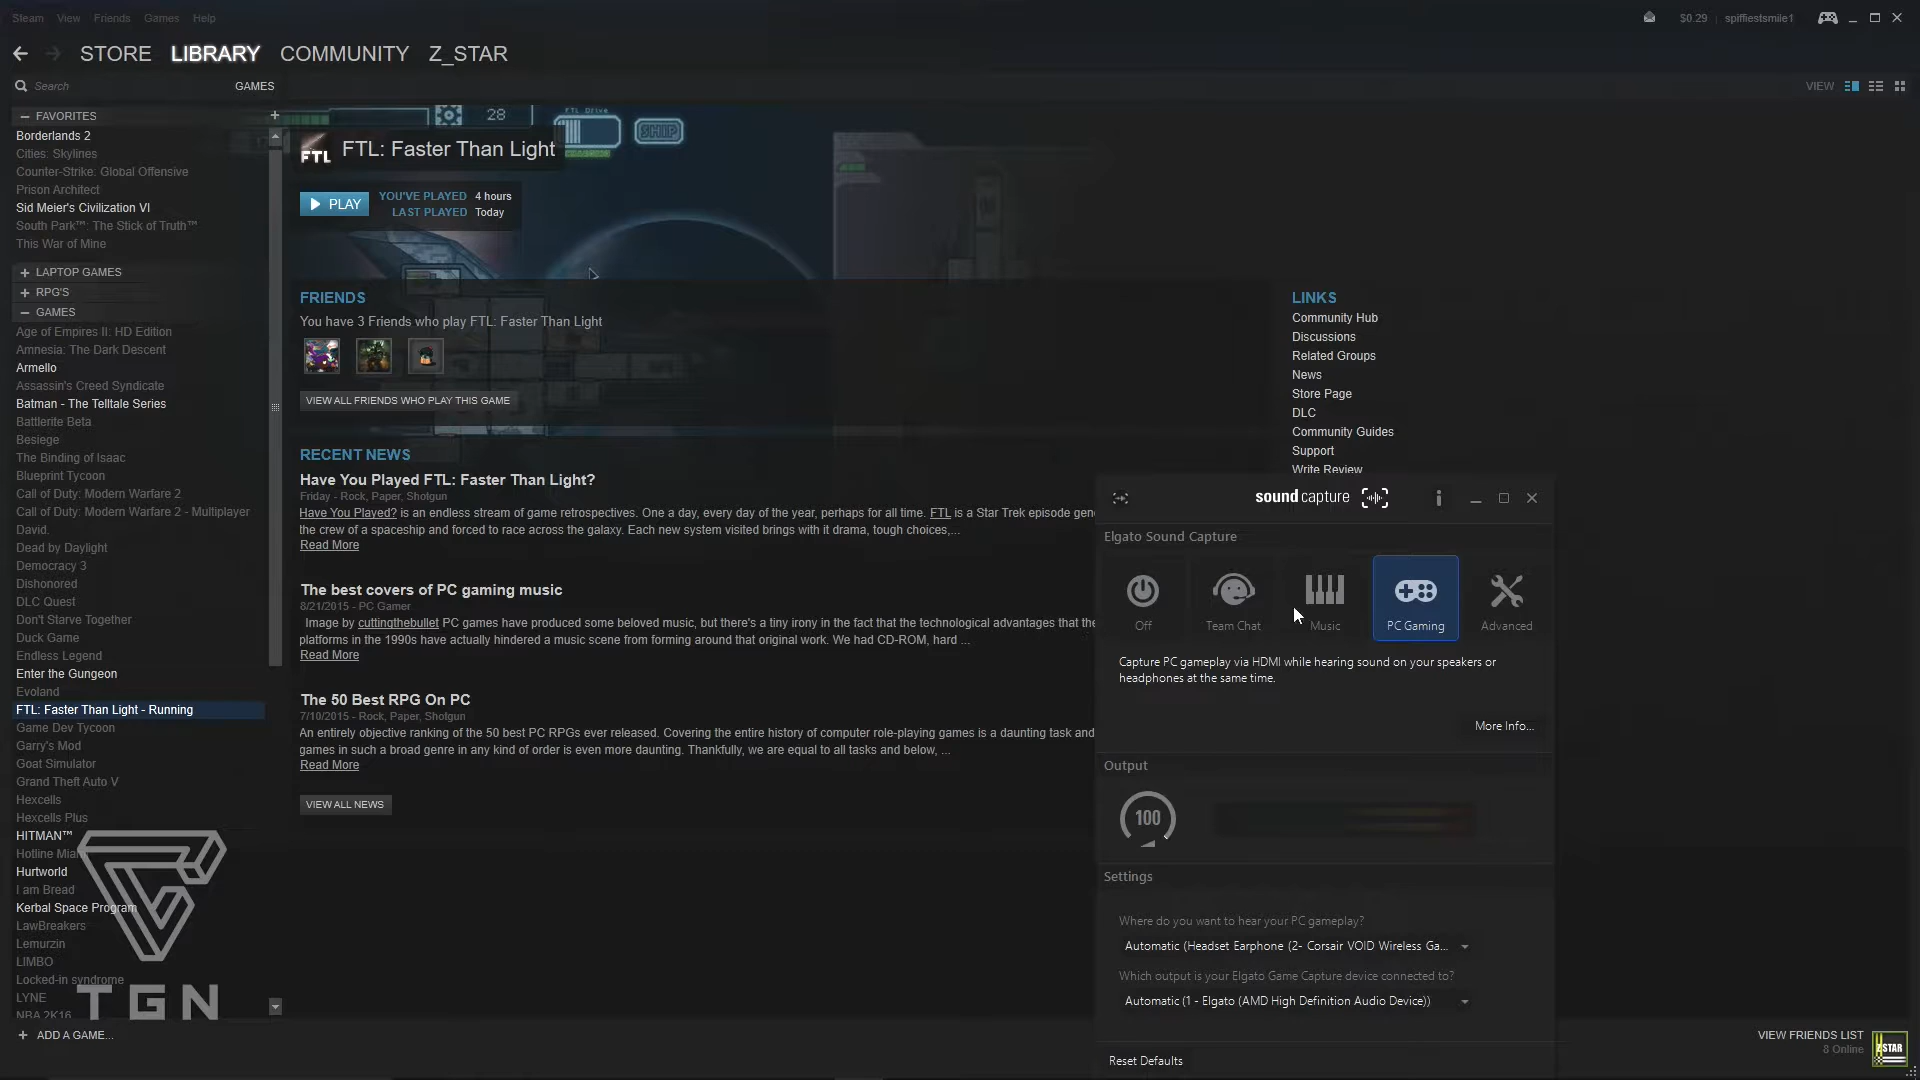 Steam View Friends Games Help
$0.29 | spiffiestsmile1
STORE LIBRARY COMMUNITY Z_STAR
Search
GAMES
VIEW
FAVORITES
Borderlands 2
Cities: Skylines
Counter-Strike: Global Offensive
Prison Architect
Sid Meier's Civilization VI
South Park™: The Stick of Truth™
This War of Mine
LAPTOP GAMES
RPG'S
GAMES
Age of Empires II: HD Edition
Amnesia: The Dark Descent
Armello
Assassin's Creed Syndicate
Batman - The Telltale Series
Battlerite Beta
Besiege
The Binding of Isaac
Blueprint Tycoon
Call of Duty: Modern Warfare 2
Call of Duty: Modern Warfare 2 - Multiplayer
David.
Dead by Daylight
Democracy 3
Dishonored
DLC Quest
Don't Starve Together
Duck Game
Endless Legend
Enter the Gungeon
Evoland
FTL: Faster Than Light - Running
Game Dev Tycoon
Garry's Mod
Goat Simulator
Grand Theft Auto V
Hexcells
Hexcells Plus
HITMAN™
Hotline
Hurtworld
I am Bread
Kerbal Space Program
LawBreakers
Lemurzin
LIMBO
Locked-in syndrome
LYNE
NBA 2K16
TGN
+ ADD A GAME...
28
FTL Drive
SHIP
FTL
FTL: Faster Than Light
PLAY
YOU'VE PLAYED 4 hours
LAST PLAYED Today
FRIENDS
You have 3 Friends who play FTL: Faster Than Light
VIEW ALL FRIENDS WHO PLAY THIS GAME
RECENT NEWS
Have You Played FTL: Faster Than Light?
Friday - Rock, Paper, Shotgun
Have You Played? is an endless stream of game retrospectives. One a day, every day of the year, perhaps for all time. FTL is a Star Trek episode gen
the crew of a spaceship and forced to race across the galaxy. Each new system visited brings with it drama, tough choices,...
Read More
The best covers of PC gaming music
8/21/2015 - PC Gamer
Image by cuttingthebullet PC games have produced some beloved music, but there's a tiny irony in the fact that the technological advantages that the
platforms in the 1990s have actually hindered a music scene from forming around that original work. We had CD-ROM, hard ...
Read More
The 50 Best RPG On PC
7/10/2015 - Rock, Paper, Shotgun
An entirely objective ranking of the 50 best PC RPGs ever released. Covering the entire history of computer role-playing games is a daunting task and
games in such a broad genre in any kind of order is even more daunting. Thankfully, we are equal to all tasks and below, ...
Read More
VIEW ALL NEWS
LINKS
Community Hub
Discussions
Related Groups
News
Store Page
DLC
Community Guides
Support
Write Review
soundcapture
Elgato Sound Capture
Off
Team Chat
Music
PC Gaming
Advanced
Capture PC gameplay via HDMI while hearing sound on your speakers or
headphones at the same time.
More Info...
Output
100
Settings
Where do you want to hear your PC gameplay?
Automatic (Headset Earphone (2- Corsair VOID Wireless Ga...
Which output is your Elgato Game Capture device connected to?
Automatic (1 - Elgato (AMD High Definition Audio Device))
Reset Defaults
VIEW FRIENDS LIST
8 Online
ZSTAR